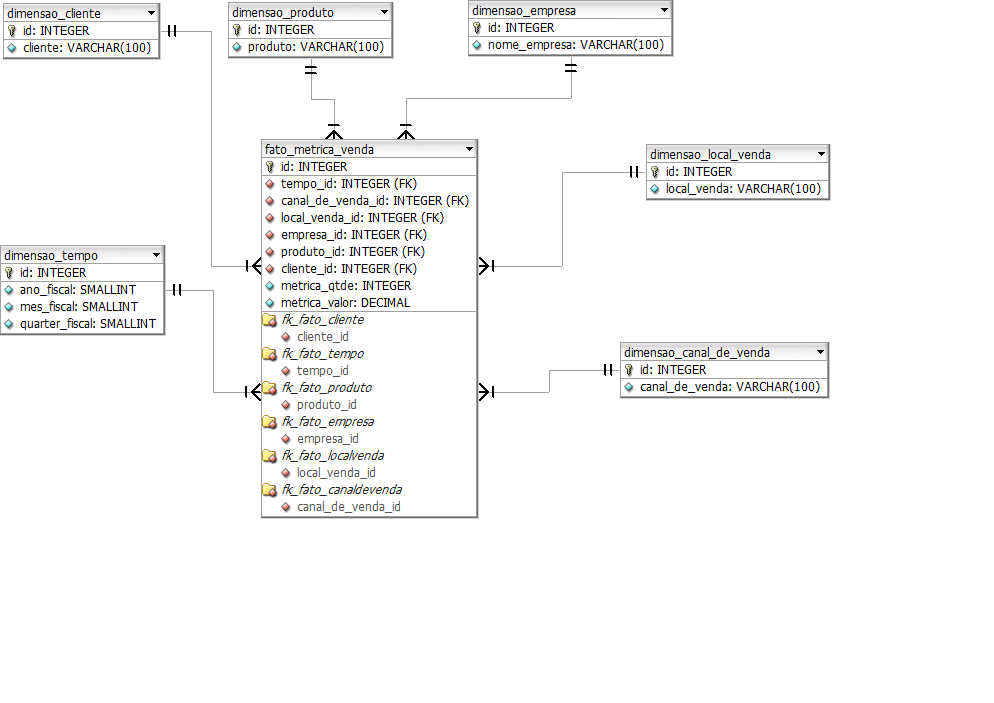 dimensao_cliente
id: INTEGER
cliente: VARCHAR(100)
dimensao_produto
id: INTEGER
produto: VARCHAR(100)
dimensao_empresa
id: INTEGER
nome_empresa: VARCHAR(100)
fato_metrica_venda
id: INTEGER
tempo_id: INTEGER (FK)
canal_de_venda_id: INTEGER (FK)
local_venda_id: INTEGER (FK)
empresa_id: INTEGER (FK)
produto_id: INTEGER (FK)
cliente_id: INTEGER (FK)
metrica_qtde: INTEGER
metrica_valor: DECIMAL
fk_fato_cliente
cliente_id
fk_fato_tempo
tempo_id
fk_fato_produto
produto_id
fk_fato_empresa
empresa_id
fk_fato_localvenda
local_venda_id
fk_fato_canaldevenda
canal_de_venda_id
dimensao_local_venda
id: INTEGER
local_venda: VARCHAR(100)
dimensao_tempo
id: INTEGER
ano_fiscal: SMALLINT
mes_fiscal: SMALLINT
quarter_fiscal: SMALLINT
dimensao_canal_de_venda
id: INTEGER
canal_de_venda: VARCHAR(100)